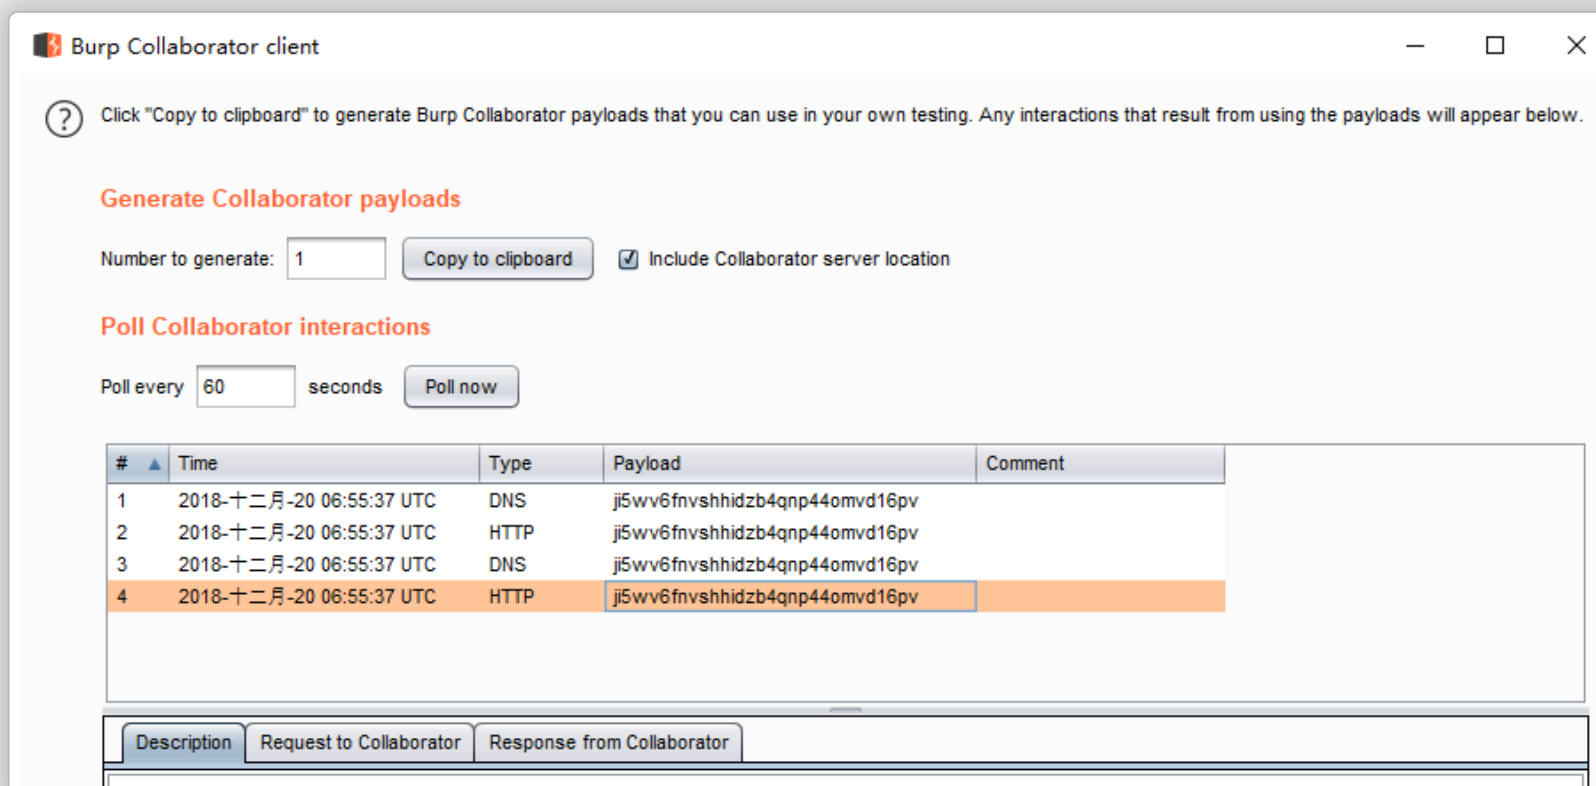 Burp Collaborator client
Click "Copy to clipboard" to generate Burp Collaborator payloads that you can use in your own testing. Any interactions that result from using the payloads will appear below.
Generate Collaborator payloads
Number to generate: 1 Copy to clipboard Include Collaborator server location
Poll Collaborator interactions
Poll every 60 seconds Poll now
# Time Type Payload Comment
1 2018-十二月-20 06:55:37 UTC DNS ji5wv6fnvshhidzb4qnp44omvd16pv
2 2018-十二月-20 06:55:37 UTC HTTP ji5wv6fnvshhidzb4qnp44omvd16pv
3 2018-十二月-20 06:55:37 UTC DNS ji5wv6fnvshhidzb4qnp44omvd16pv
4 2018-十二月-20 06:55:37 UTC HTTP ji5wv6fnvshhidzb4qnp44omvd16pv
Description Request to Collaborator Response from Collaborator